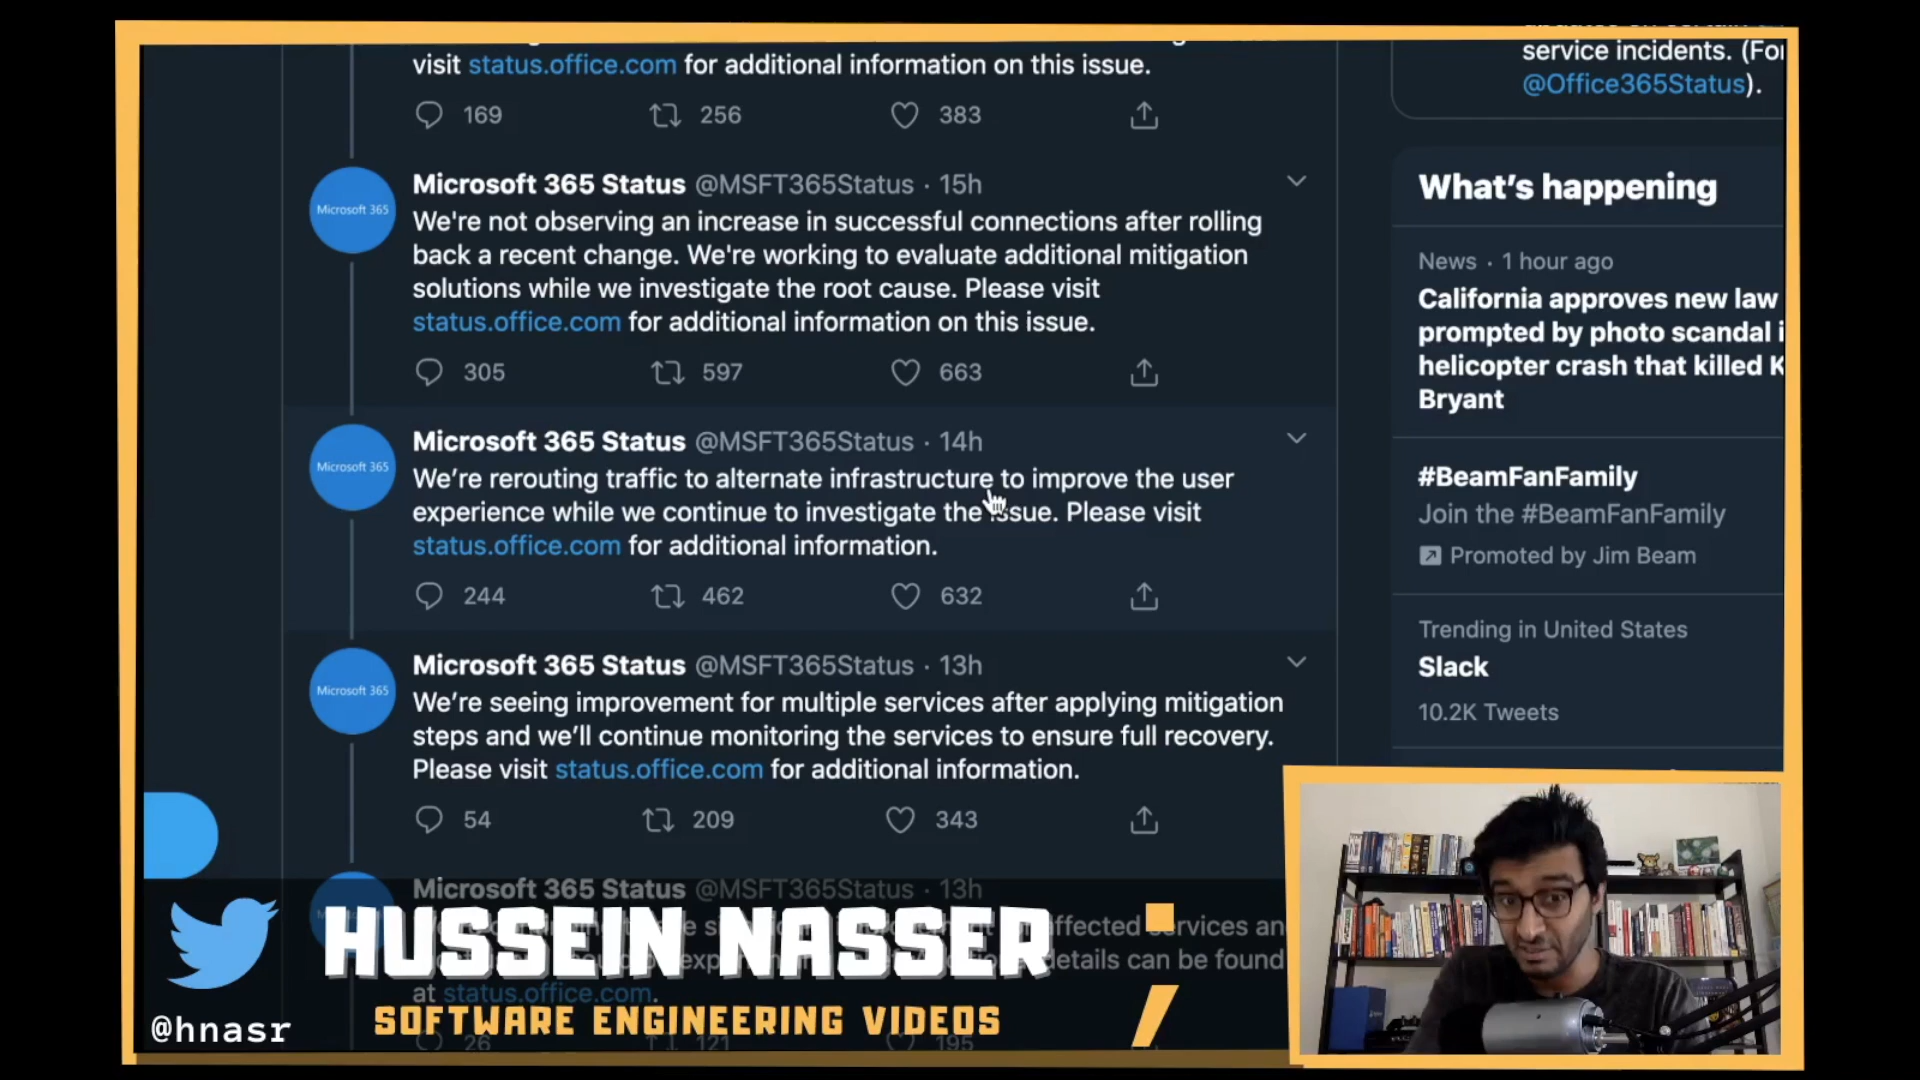 visit status.office.com for additional information on this issue.
169 256 383
Microsoft 365
Microsoft 365 Status @MSFT365Status · 15h
We're not observing an increase in successful connections after rolling
back a recent change. We're working to evaluate additional mitigation
solutions while we investigate the root cause. Please visit
status.office.com for additional information on this issue.
305 597 663
Microsoft 365
Microsoft 365 Status @MSFT365Status · 14h
We’re rerouting traffic to alternate infrastructure to improve the user
experience while we continue to investigate the issue. Please visit
status.office.com for additional information.
244 462 632
Microsoft 365
Microsoft 365 Status @MSFT365Status · 13h
We’re seeing improvement for multiple services after applying mitigation
steps and we’ll continue monitoring the services to ensure full recovery.
Please visit status.office.com for additional information.
54 209 343
Microsoft 365 Status @MSFT365Status · 13h
details can be found
at status.office.com.
26 121 195
service incidents. (For
@Office365Status).
What’s happening
News · 1 hour ago
California approves new law
prompted by photo scandal i
helicopter crash that killed K
Bryant
#BeamFanFamily
Join the #BeamFanFamily
Promoted by Jim Beam
Trending in United States
Slack
10.2K Tweets
HUSSEIN NASSER
SOFTWARE ENGINEERING VIDEOS
@hnasr